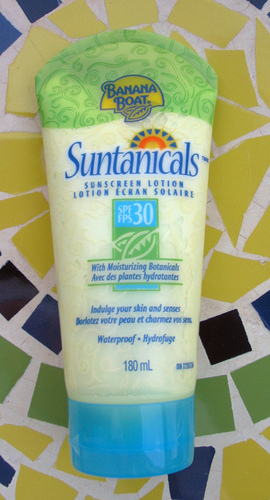 BANANA
BOAT
Suntanicals™
SUNSCREEN LOTION
LOTION ÉCRAN SOLAIRE
SPF
FPS 30
With Moisturizing Botanicals
Avec des plantes hydratantes
Indulge your skin and senses
Dorlotez votre peau et charmez vos sens
Waterproof • Hydrofuge
180 mL